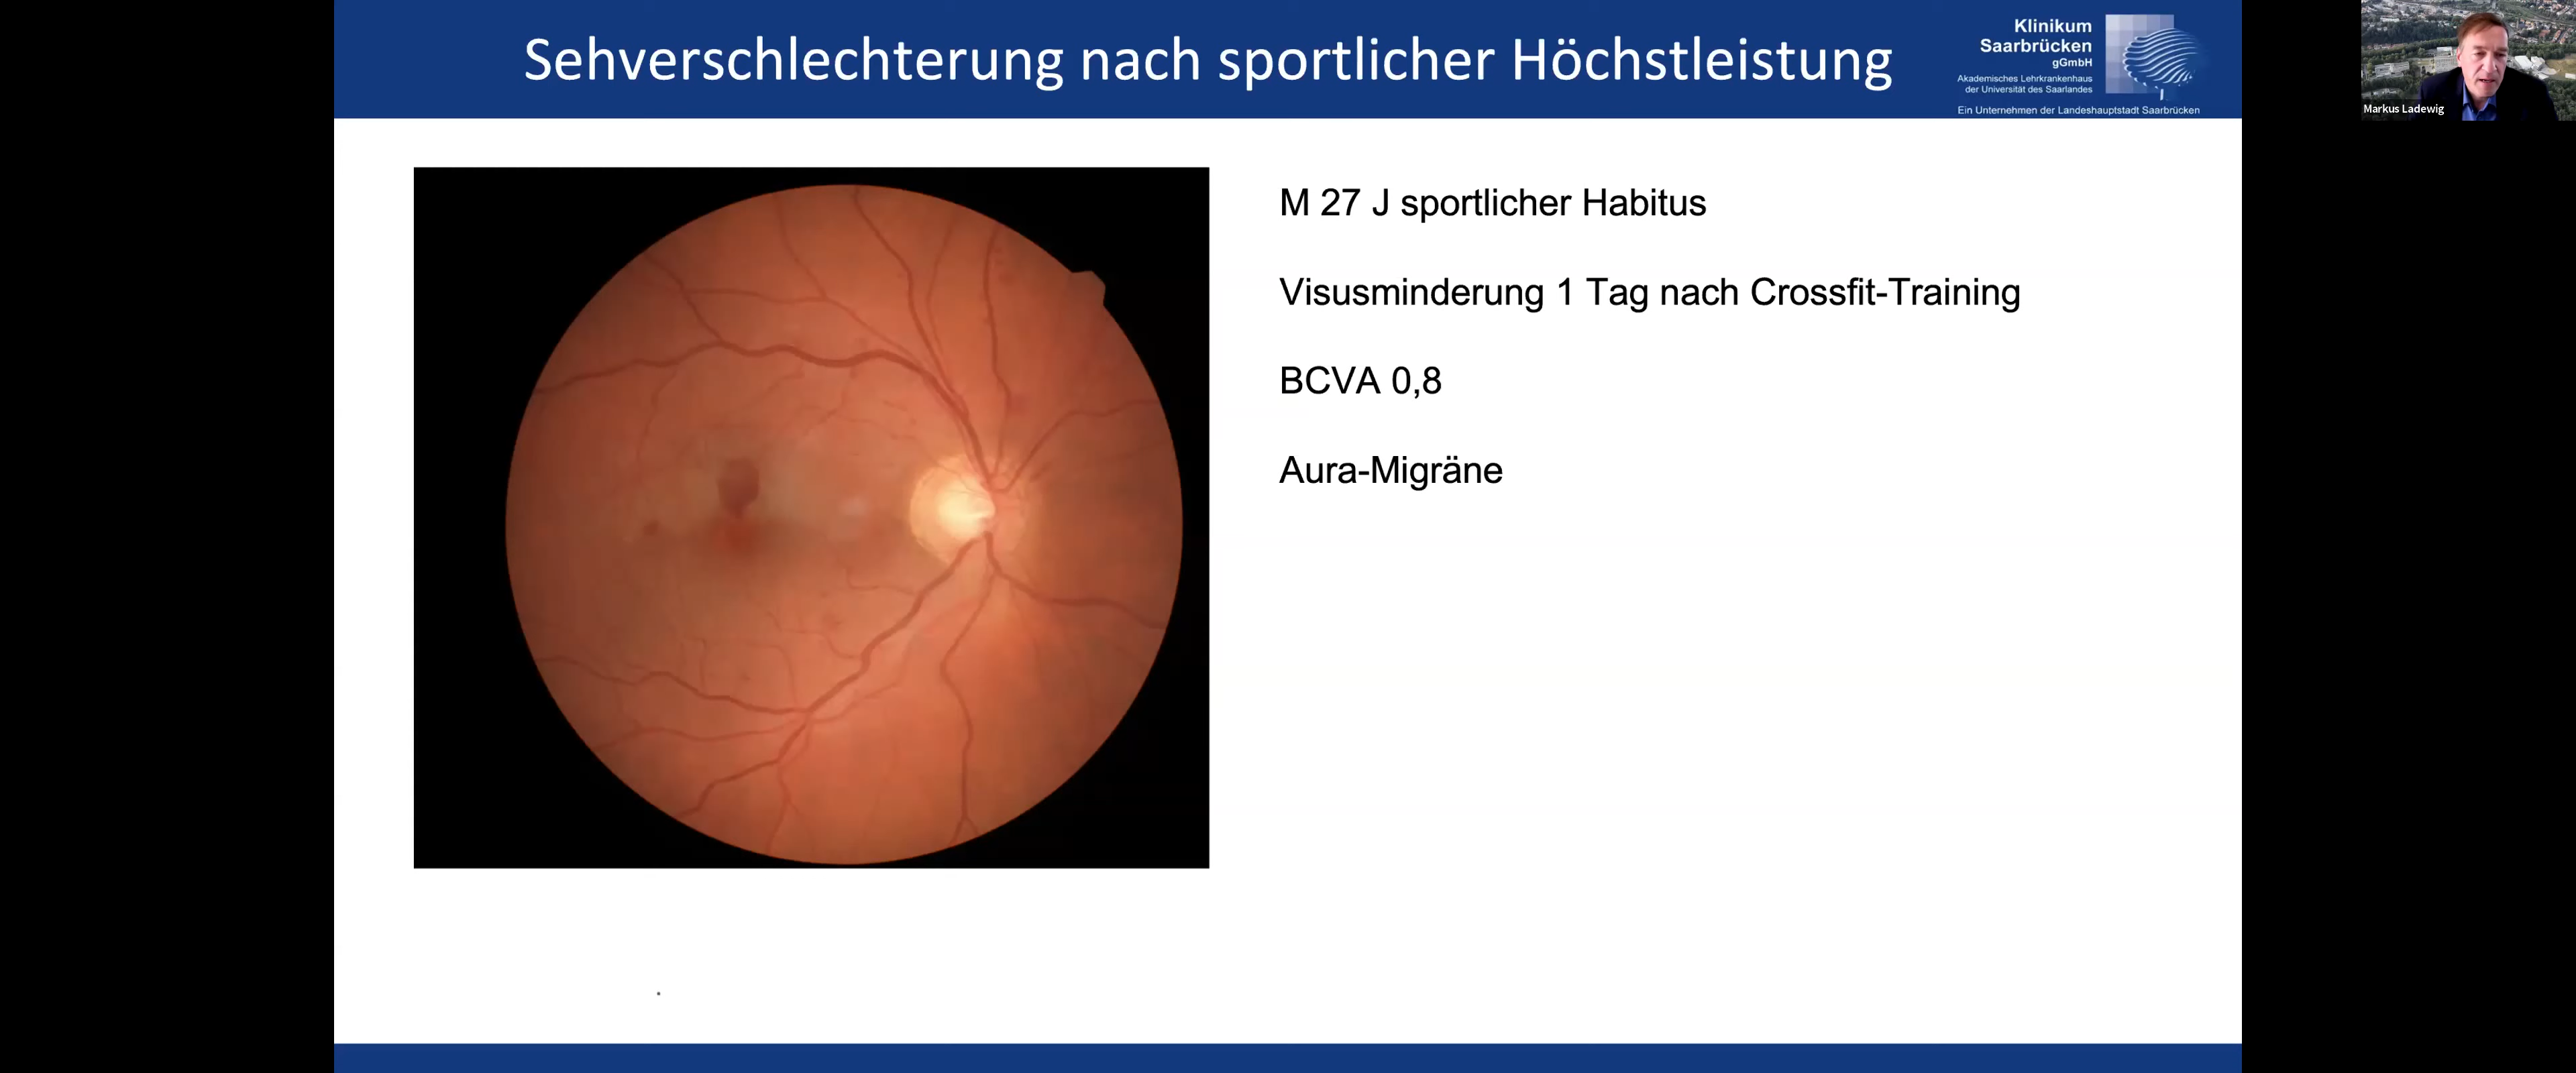 Sehverschlechterung nach sportlicher Höchstleistung
Klinikum
Saarbrücken
gGmbH
Akademisches Lehrkrankenhaus
der Universität des Saarlandes
Ein Unternehmen der Landeshauptstadt Saarbrücken
Markus Ladewig
M 27 J sportlicher Habitus
Visusminderung 1 Tag nach Crossfit-Training
BCVA 0,8
Aura-Migräne